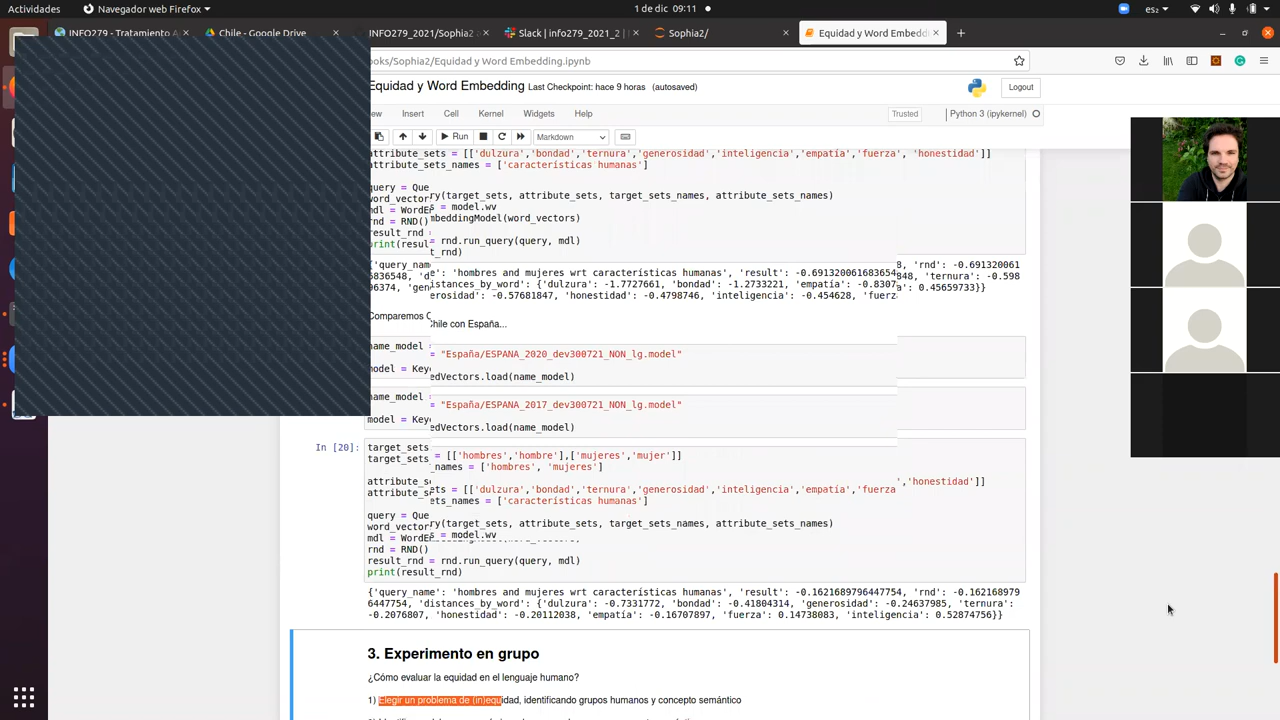 Actividades
Navegador web Firefox
1 de dic 09:11
es
INFO279 - Tratamiento
Chile - Google Drive
INFO279_2021/Sophia2
Slack | info279_2021_2 |
Sophia2/
Equidad y Word Embedd
ooks/Sophia2/Equidad y Word Embedding.ipynb
Equidad y Word Embedding Last Checkpoint: hace 9 horas (autosaved)
Logout
ew Insert Cell Kernel Widgets Help
Trusted
Python 3 (ipykernel)
Run
Markdown
attribute_sets = [['dulzura','bondad','ternura','generosidad','inteligencia','empatía','fuerza', 'honestidad']]
attribute_sets_names = ['características humanas']
query = Que
ry(target_sets, attribute_sets, target_sets_names, attribute_sets_names)
word_vector
s = model.wv
mdl = WordE
mbeddingModel(word_vectors)
rnd = RND()
result_rnd
= rnd.run_query(query, mdl)
print(resul
t_rnd)
{'query_nam
8, 'rnd': -0.691320061
e': 'hombres and mujeres wrt características humanas', 'result': -0.6913200616836548
6836548, 'd
848, 'ternura': -0.598
istances_by_word': {'dulzura': -1.7727661, 'bondad': -1.2733221, 'empatía': -0.8307
96374, 'gen
a': 0.45659733}}
erosidad': -0.57681847, 'honestidad': -0.4798746, 'inteligencia': -0.454628, 'fuerz
Comparemos C
Chile con España...
name_model
= "España/ESPANA_2020_dev300721_NON_lg.model"
model = Key
edVectors.load(name_model)
name_model
= "España/ESPANA_2017_dev300721_NON_lg.model"
model = Key
edVectors.load(name_model)
In [20]:
target_sets
= [['hombres','hombre'],['mujeres','mujer']]
target_sets
_names = ['hombres', 'mujeres']
attribute_s
ets = [['dulzura','bondad','ternura','generosidad','inteligencia','empatía','fuerza
','honestidad']]
attribute_s
ets_names = ['características humanas']
query = Que
ry(target_sets, attribute_sets, target_sets_names, attribute_sets_names)
word_vector
s = model.wv
mdl = WordE
rnd = RND()
result_rnd = rnd.run_query(query, mdl)
print(result_rnd)
{'query_name': 'hombres and mujeres wrt características humanas', 'result': -0.1621689796447754, 'rnd': -0.162168979
6447754, 'distances_by_word': {'dulzura': -0.7331772, 'bondad': -0.41804314, 'generosidad': -0.24637985, 'ternura':
-0.2076807, 'honestidad': -0.20112038, 'empatía': -0.16707897, 'fuerza': 0.14738083, 'inteligencia': 0.52874756}}
3. Experimento en grupo
¿Cómo evaluar la equidad en el lenguaje humano?
1) Elegir un problema de (in)equidad, identificando grupos humanos y concepto semántico